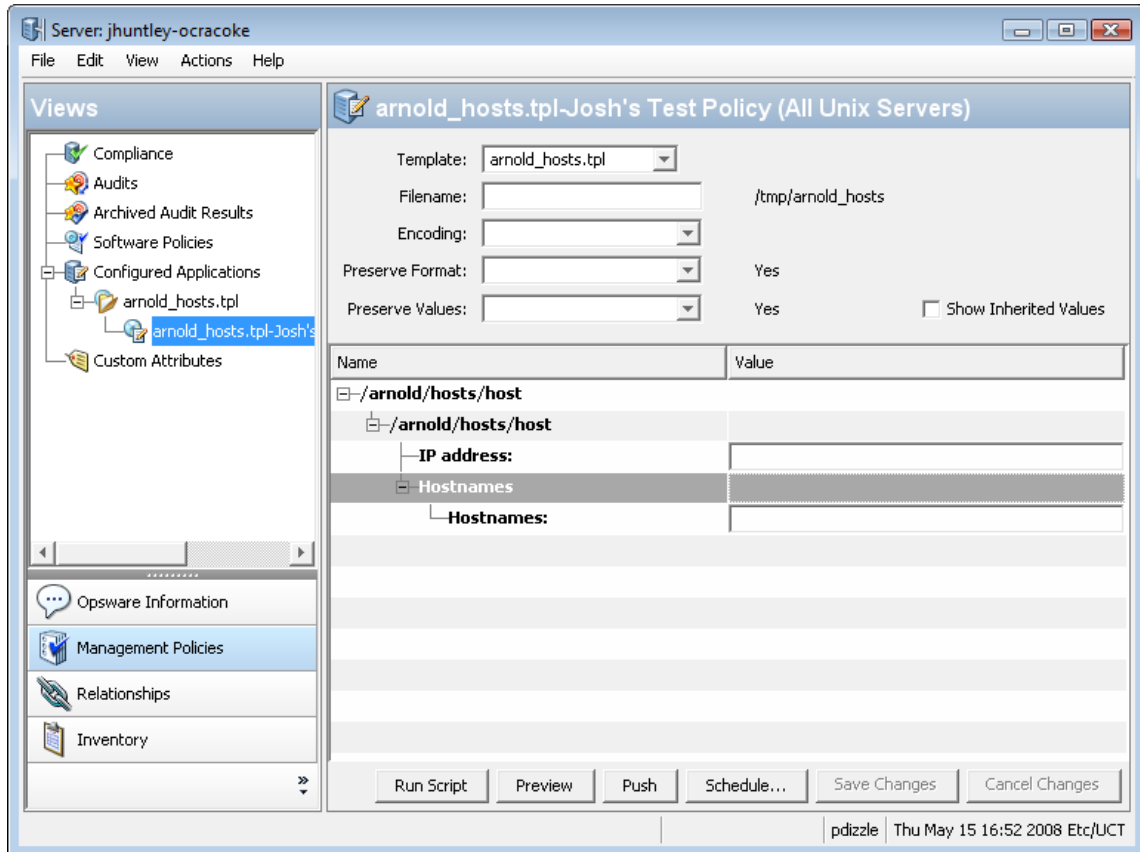 Server: jhuntley-ocracoke
File Edit View Actions Help
Views
Compliance
Audits
Archived Audit Results
Software Policies
Configured Applications
arnold_hosts.tpl
arnold_hosts.tpl-Josh's
Custom Attributes
Opsware Information
Management Policies
Relationships
Inventory
arnold_hosts.tpl-Josh's Test Policy (All Unix Servers)
Template: arnold_hosts.tpl
Filename: /tmp/arnold_hosts
Encoding:
Preserve Format: Yes
Preserve Values: Yes Show Inherited Values
Name Value
/arnold/hosts/host
/arnold/hosts/host
IP address:
Hostnames
Hostnames:
Run Script Preview Push Schedule... Save Changes Cancel Changes
pdizzle Thu May 15 16:52 2008 Etc/UCT